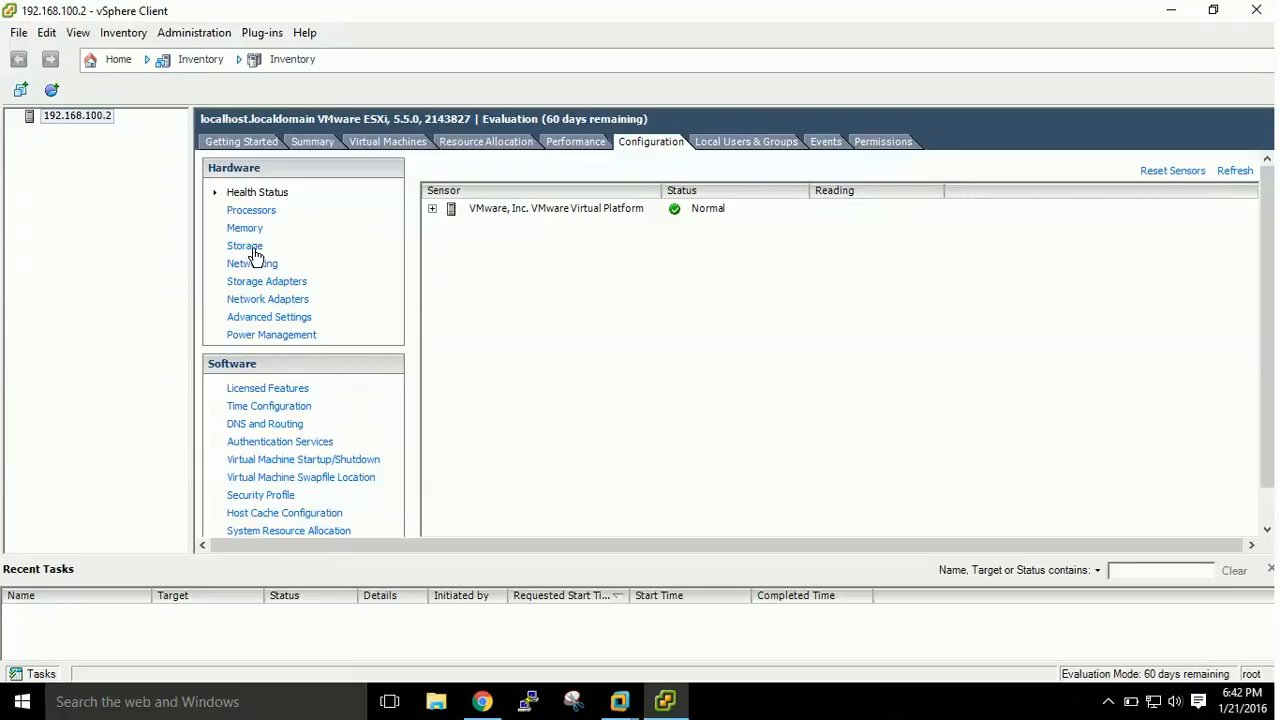 192.168.100.2 - vSphere Client
File Edit View Inventory Administration Plug-ins Help
Home Inventory Inventory
192.168.100.2
localhost.localdomain VMware ESXi, 5.5.0, 2143827 | Evaluation (60 days remaining)
Getting Started Summary Virtual Machines Resource Allocation Performance Configuration Local Users & Groups Events Permissions
Hardware
Health Status
Processors
Memory
Storage
Networking
Storage Adapters
Network Adapters
Advanced Settings
Power Management
Software
Licensed Features
Time Configuration
DNS and Routing
Authentication Services
Virtual Machine Startup/Shutdown
Virtual Machine Swapfile Location
Security Profile
Host Cache Configuration
System Resource Allocation
Reset Sensors Refresh
Sensor Status Reading
VMware, Inc. VMware Virtual Platform Normal
Recent Tasks
Name, Target or Status contains: Clear
Name Target Status Details Initiated by Requested Start Ti... Start Time Completed Time
Tasks Evaluation Mode: 60 days remaining root
Search the web and Windows
6:42 PM
1/21/2016